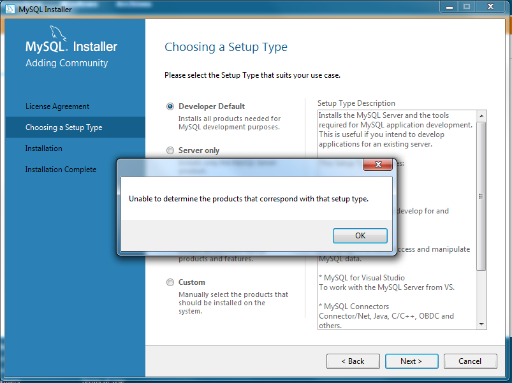 MySQL Installer
MySQL. Installer
Adding Community
License Agreement
Choosing a Setup Type
Installation
Installation Complete
Choosing a Setup Type
Please select the Setup Type that suits your use case.
Developer Default
Installs all products needed for
MySQL development purposes.
Server only
Setup Type Description
Installs the MySQL Server and the tools
required for MySQL application development.
This is useful if you intend to develop
applications for an existing server.
Unable to determine the products that correspond with that setup type.
OK
develop for and
access and manipulate
MySQL data.
products and features.
Custom
Manually select the products that
should be installed on the
system.
* MySQL for Visual Studio
To work with the MySQL Server from VS.
* MySQL Connectors
Connector/Net, Java, C/C++, OBDC and
others.
< Back
Next >
Cancel